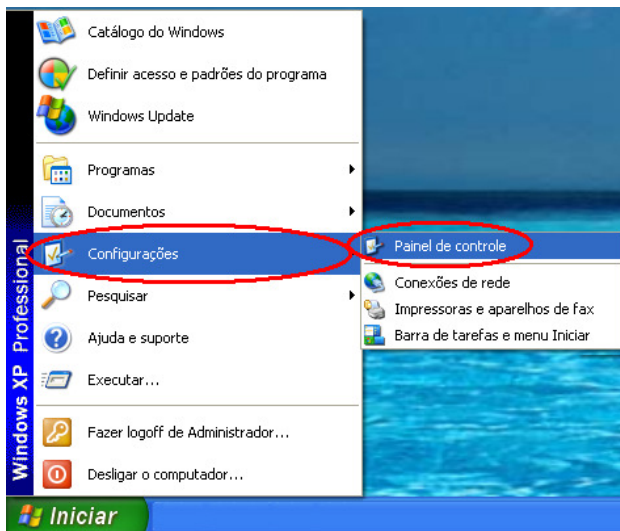 Catálogo do Windows
Definir acesso e padrões do programa
Windows Update
Programas
Documentos
Configurações
Pesquisar
Ajuda e suporte
Executar...
Fazer logoff de Administrador...
Desligar o computador...
Painel de controle
Conexões de rede
Impressoras e aparelhos de fax
Barra de tarefas e menu Iniciar
Windows XP Professional
Iniciar